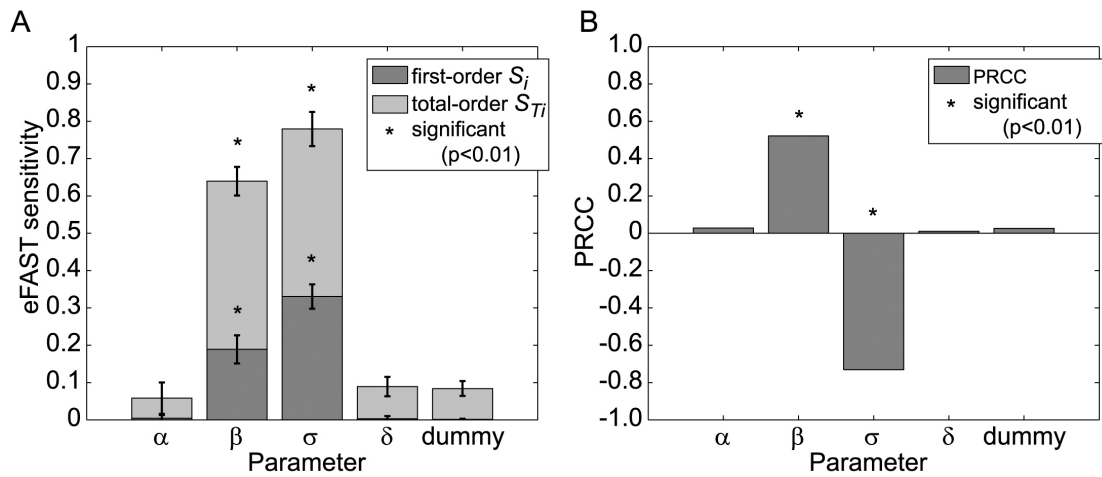 A
eFAST sensitivity
1
0.9
0.8
0.7
0.6
0.5
0.4
0.3
0.2
0.1
0
first-order Si
total-order STi
* significant
(p<0.01)
*
*
*
*
α β σ δ dummy
Parameter
B
PRCC
1.0
0.8
0.6
0.4
0.2
0
-0.2
-0.4
-0.6
-0.8
-1.0
PRCC
* significant
(p<0.01)
*
*
α β σ δ dummy
Parameter